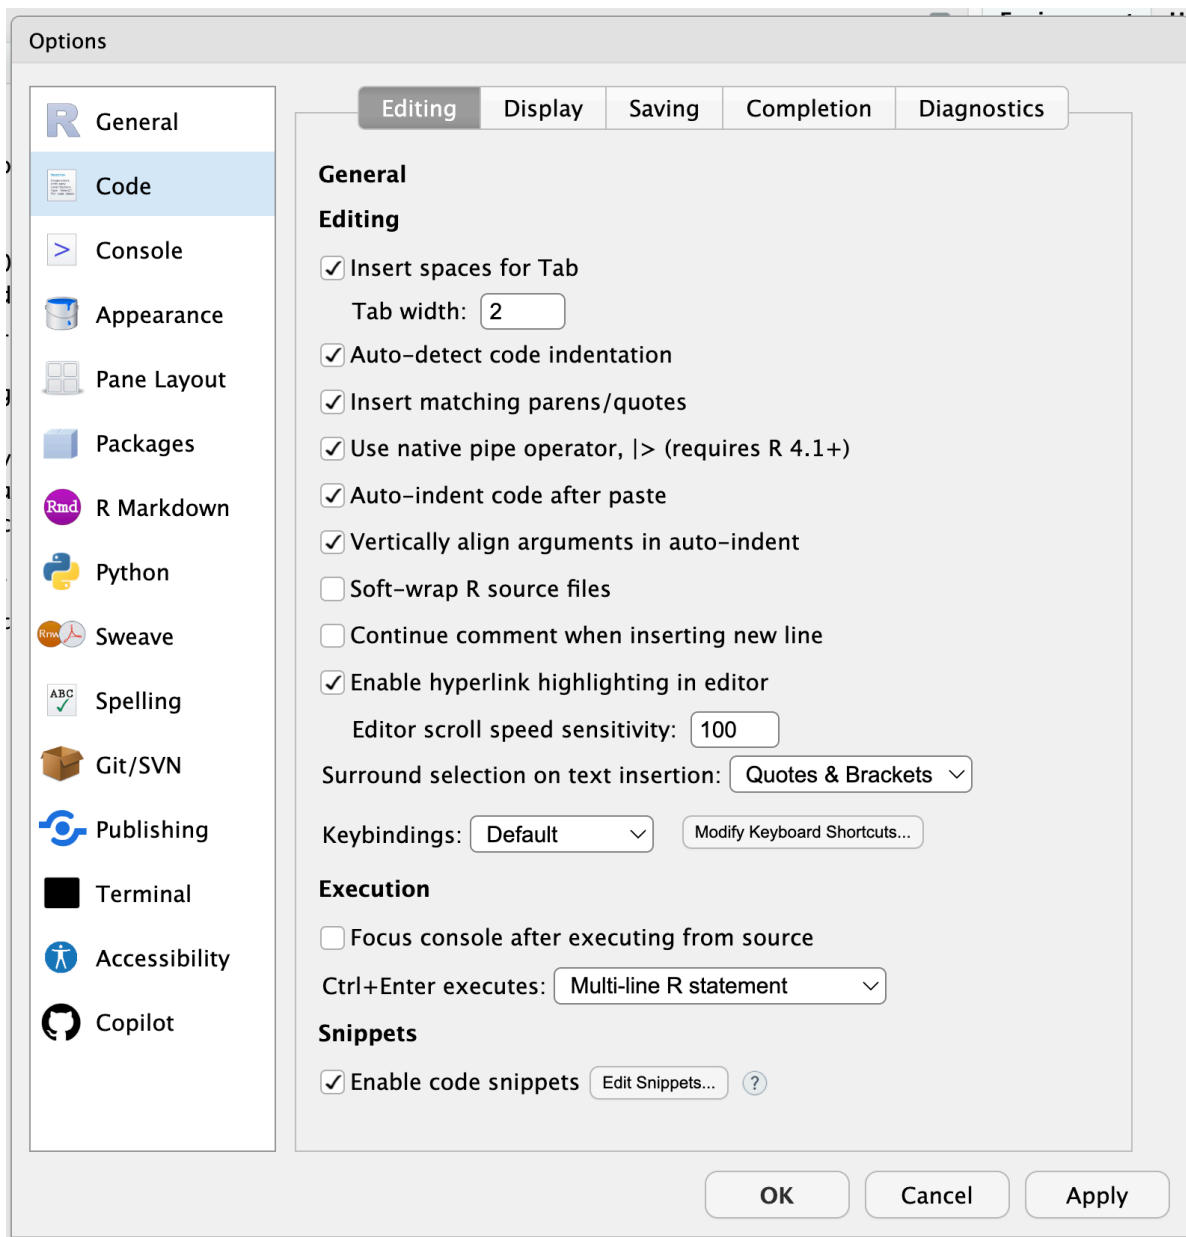 Options
General
Code
Console
Appearance
Pane Layout
Packages
Rmd R Markdown
Python
Rnw Sweave
ABC Spelling
Git/SVN
Publishing
Terminal
Accessibility
Copilot
Editing Display Saving Completion Diagnostics
General
Editing
Insert spaces for Tab
Tab width: 2
Auto-detect code indentation
Insert matching parens/quotes
Use native pipe operator, |> (requires R 4.1+)
Auto-indent code after paste
Vertically align arguments in auto-indent
Soft-wrap R source files
Continue comment when inserting new line
Enable hyperlink highlighting in editor
Editor scroll speed sensitivity: 100
Surround selection on text insertion: Quotes & Brackets
Keybindings: Default Modify Keyboard Shortcuts...
Execution
Focus console after executing from source
Ctrl+Enter executes: Multi-line R statement
Snippets
Enable code snippets Edit Snippets... ?
OK Cancel Apply